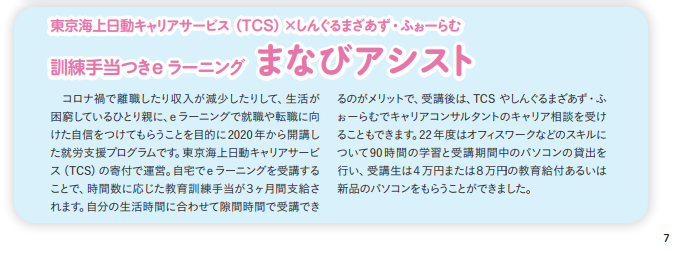 東京海上日動キャリアサービス（TCS）×しんぐるまざあず・ふぉーらむ
訓練手当つきeラーニング まなびアシスト
コロナ禍で離職したり収入が減少したりして、生活が
困窮しているひとり親に、eラーニングで就職や転職に向
けた自信をつけてもらうことを目的に2020年から開講し
た就労支援プログラムです。東京海上日動キャリアサービ
ス（TCS）の寄付で運営。自宅でeラーニングを受講する
ことで、時間数に応じた教育訓練手当が3ヶ月間支給さ
れます。自分の生活時間に合わせて隙間時間で受講でき
るのがメリットで、受講後は、TCS やしんぐるまざあず・ふ
ぉーらむでキャリアコンサルタントのキャリア相談を受け
ることもできます。22年度はオフィスワークなどのスキルに
ついて90時間の学習と受講期間中のパソコンの貸出を
行い、受講生は4万円または8万円の教育給付あるいは
新品のパソコンをもらうことができました。
7